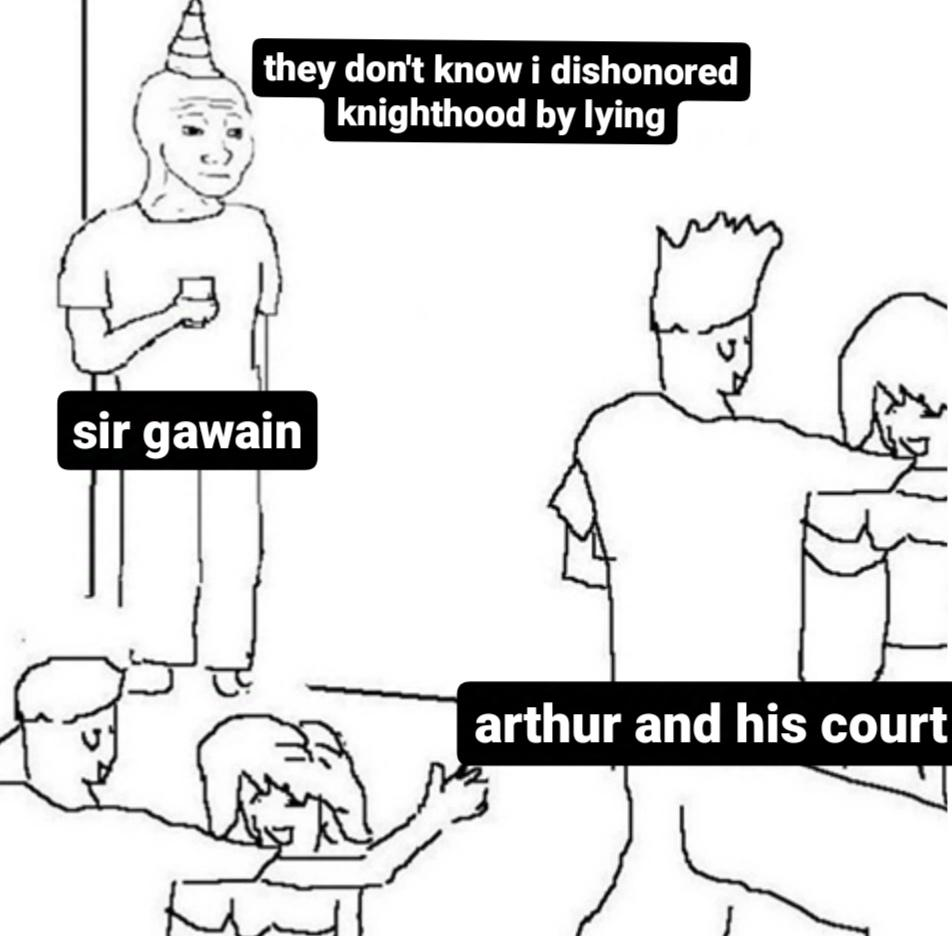 they don't know i dishonored
knighthood by lying
sir gawain
arthur and his court